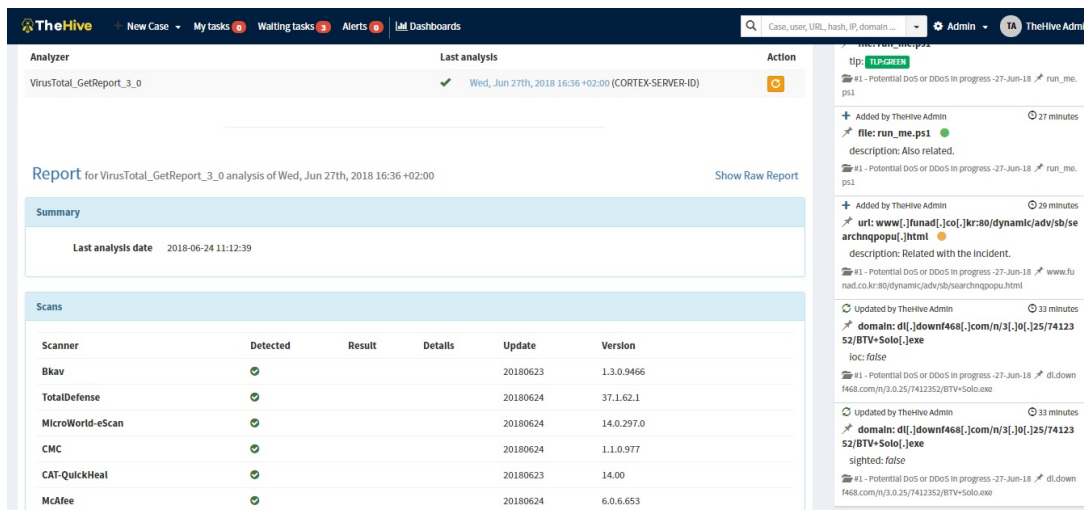 TheHive
New Case
My tasks 0
Waiting tasks 3
Alerts 0
Dashboards
Case, user, URL, hash, IP, domain ...
Admin
TA
TheHive Admi
Analyzer Last analysis Action
VirusTotal_GetReport_3_0 Wed, Jun 27th, 2018 16:36 +02:00 (CORTEX-SERVER-ID)
Report for VirusTotal_GetReport_3_0 analysis of Wed, Jun 27th, 2018 16:36 +02:00 Show Raw Report
Summary
Last analysis date 2018-06-24 11:12:39
Scans
Scanner Detected Result Details Update Version
Bkav 20180623 1.3.0.9466
TotalDefense 20180624 37.1.62.1
MicroWorld-eScan 20180624 14.0.297.0
CMC 20180624 1.1.0.977
CAT-QuickHeal 20180623 14.00
McAfee 20180624 6.0.6.653
file: run_me.ps1
tlp: TLP:GREEN
#1 - Potential DoS or DDoS in progress -27-Jun-18 run_me.
ps1
Added by TheHive Admin 27 minutes
file: run_me.ps1
description: Also related.
#1 - Potential DoS or DDoS in progress -27-Jun-18 run_me.
ps1
Added by TheHive Admin 29 minutes
url: www[.]funad[.]co[.]kr:80/dynamic/adv/sb/se
archnqpopu[.]html
description: Related with the incident.
#1 - Potential DoS or DDoS in progress -27-Jun-18 www.fu
nad.co.kr:80/dynamic/adv/sb/searchnqpopu.html
Updated by TheHive Admin 33 minutes
domain: dl[.]downf468[.]com/n/3[.]0[.]25/74123
52/BTV+Solo[.]exe
ioc: false
#1 - Potential DoS or DDoS in progress -27-Jun-18 dl.down
f468.com/n/3.0.25/7412352/BTV+Solo.exe
Updated by TheHive Admin 33 minutes
domain: dl[.]downf468[.]com/n/3[.]0[.]25/74123
52/BTV+Solo[.]exe
sighted: false
#1 - Potential DoS or DDoS in progress -27-Jun-18 dl.down
f468.com/n/3.0.25/7412352/BTV+Solo.exe